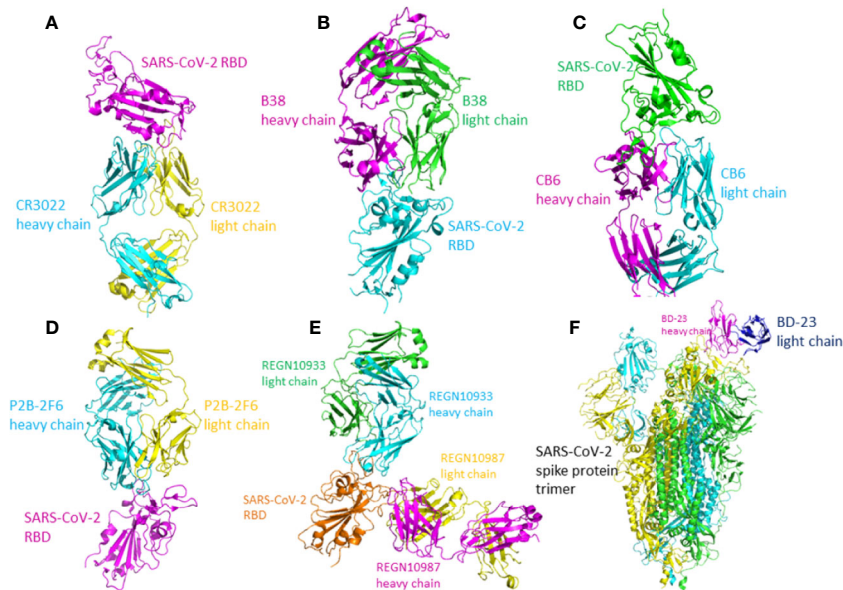 A
SARS-CoV-2 RBD
CR3022
heavy chain
CR3022
light chain
B
B38
heavy chain
B38
light chain
SARS-CoV-2
RBD
C
SARS-CoV-2
RBD
CB6
heavy chain
CB6
light chain
D
P2B-2F6
heavy chain
P2B-2F6
light chain
SARS-CoV-2
RBD
E
REGN10933
light chain
REGN10933
heavy chain
REGN10987
light chain
SARS-CoV-2
RBD
REGN10987
heavy chain
F
BD-23
heavy chain
BD-23
light chain
SARS-CoV-2
spike protein
trimer